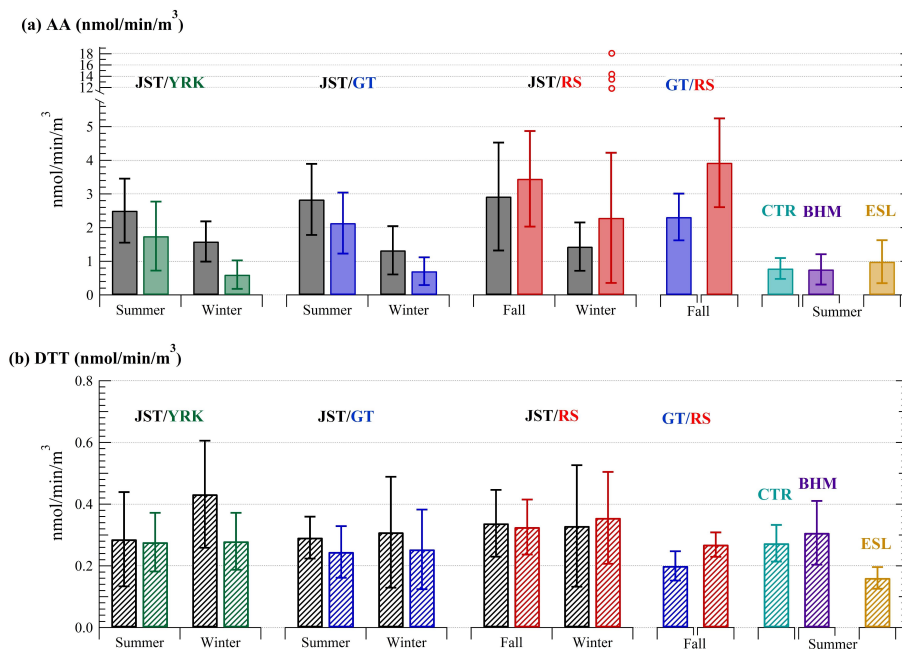 (a) AA (nmol/min/m³)
18
16
14
12
JST/YRK JST/GT JST/RS GT/RS
5
4
3
2
1
0
nmol/min/m³
CTR BHM ESL
Summer Winter Summer Winter Fall Winter Fall Summer
(b) DTT (nmol/min/m³)
0.8
0.6
0.4
0.2
0.0
nmol/min/m³
JST/YRK JST/GT JST/RS GT/RS
CTR BHM ESL
Summer Winter Summer Winter Fall Winter Fall Summer